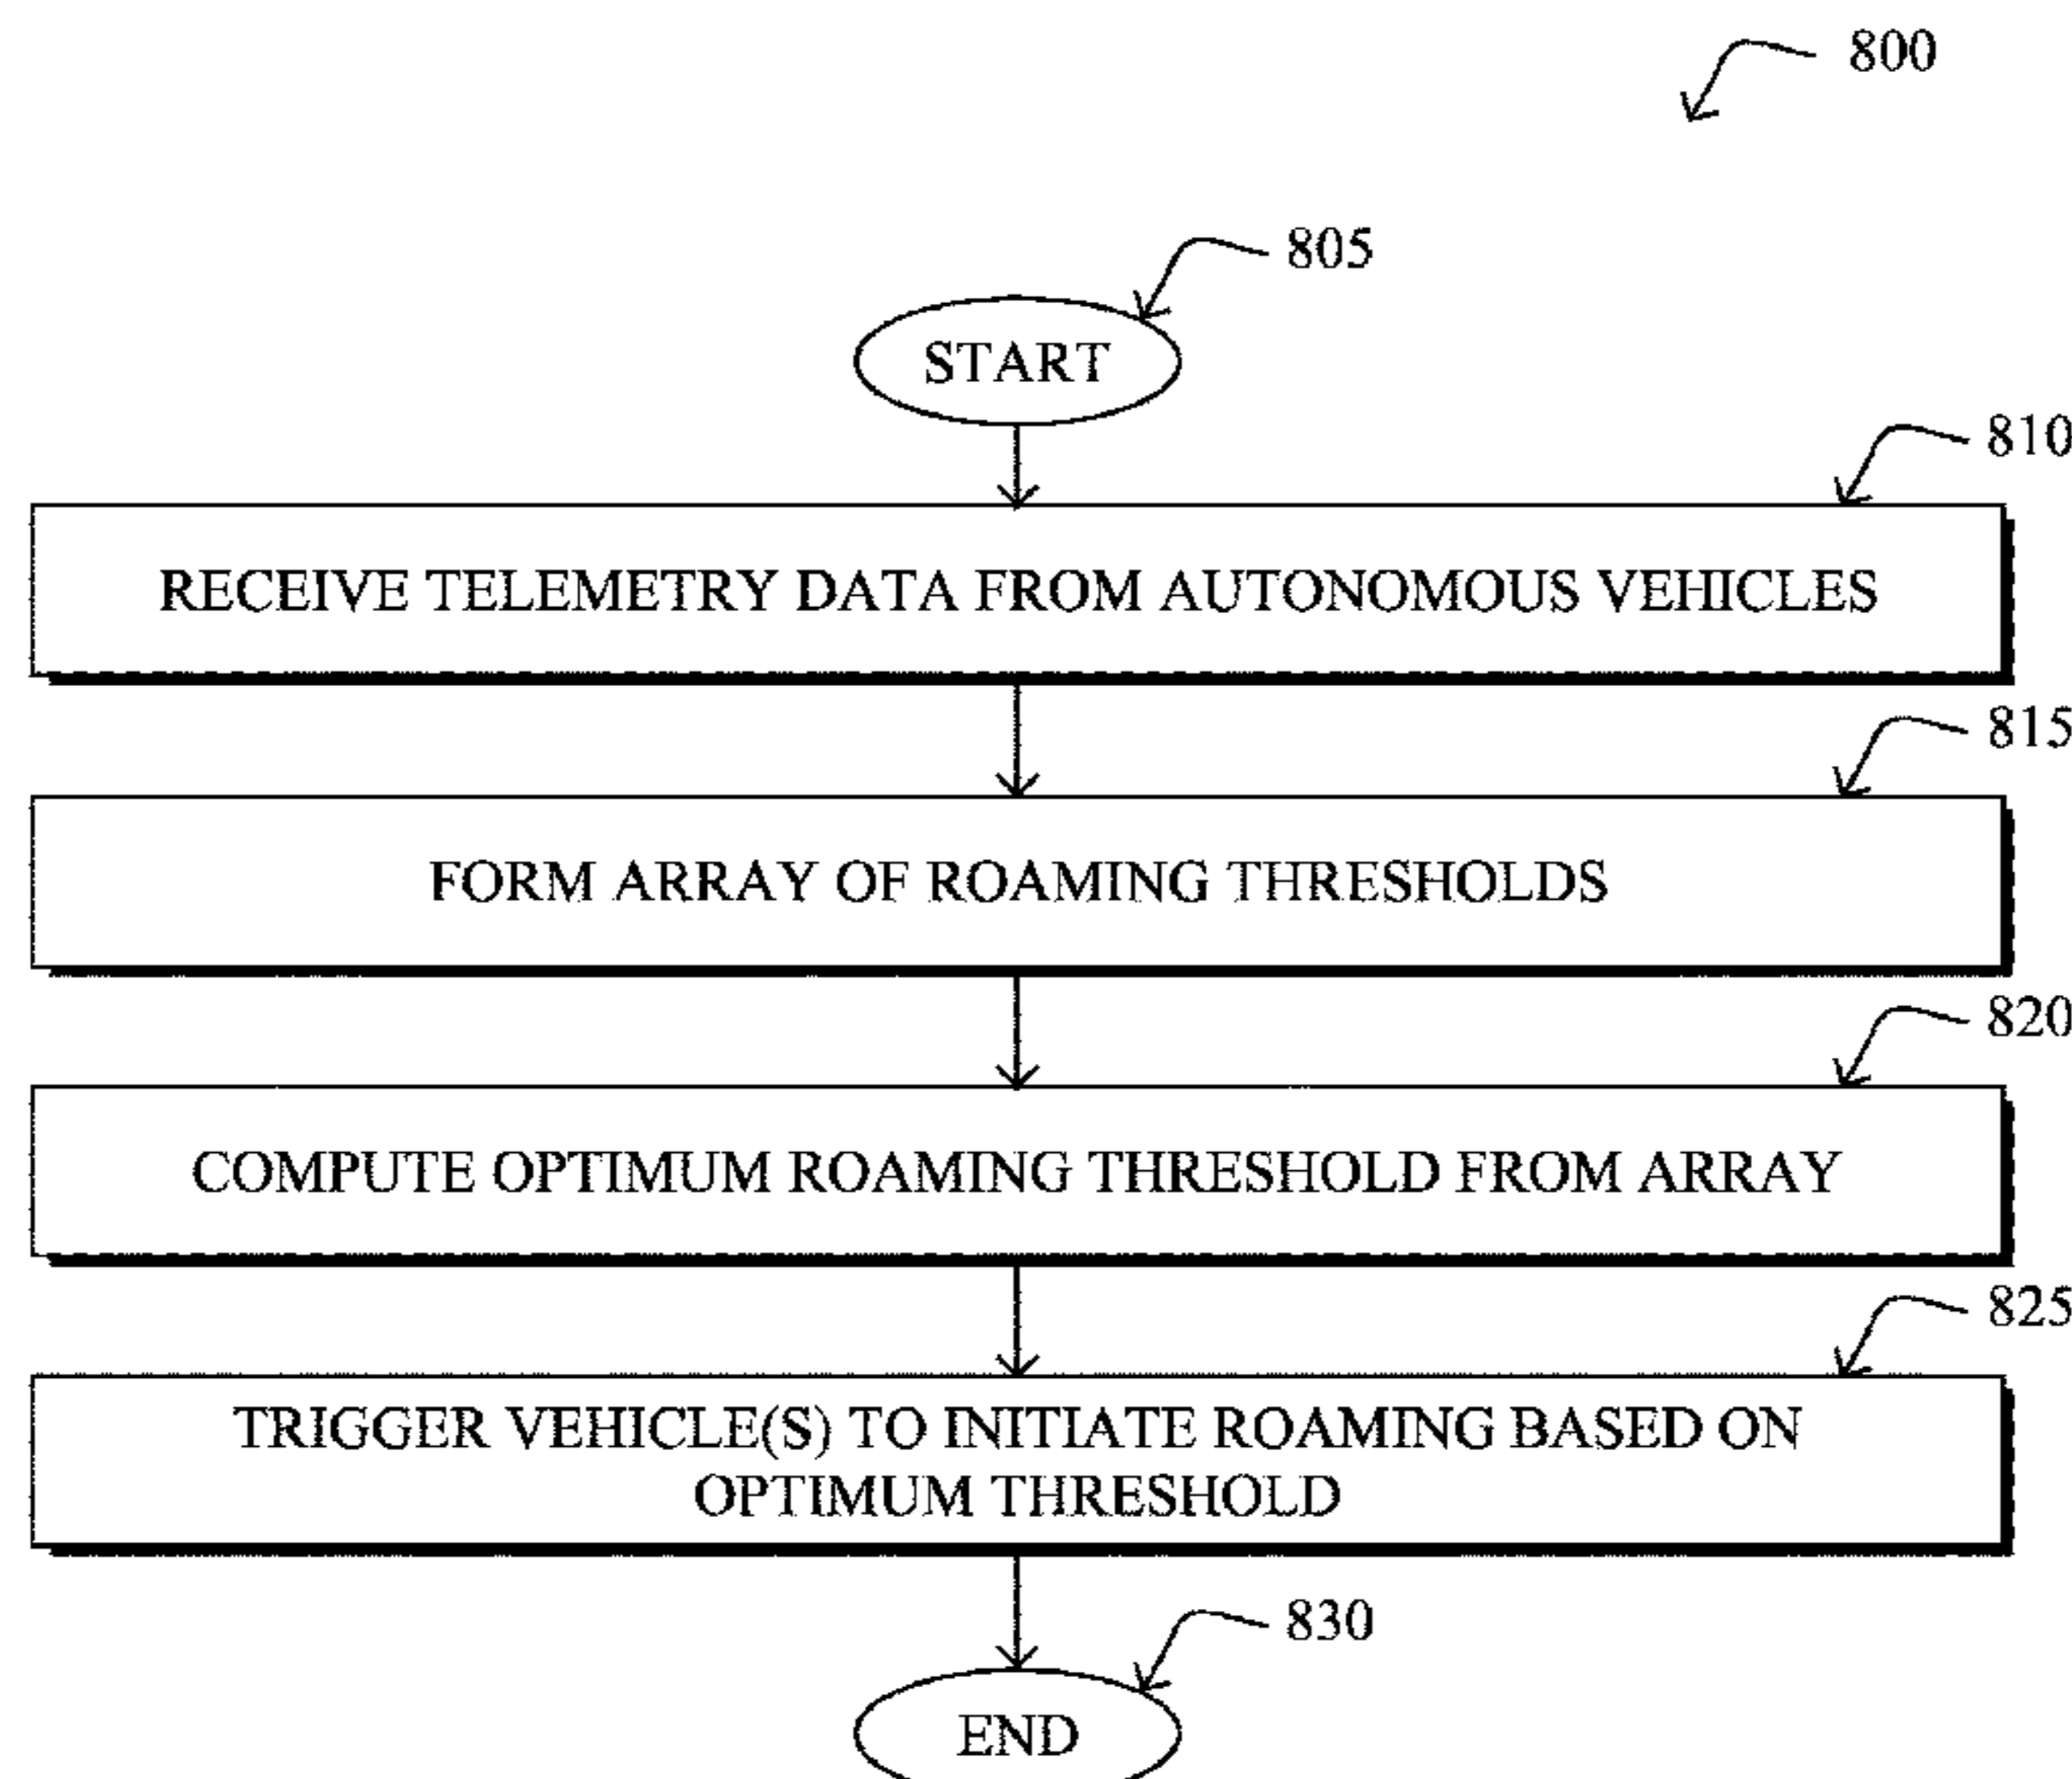 800
805
START
810
RECEIVE TELEMETRY DATA FROM AUTONOMOUS VEHICLES
815
FORM ARRAY OF ROAMING THRESHOLDS
820
COMPUTE OPTIMUM ROAMING THRESHOLD FROM ARRAY
825
TRIGGER VEHICLE(S) TO INITIATE ROAMING BASED ON
OPTIMUM THRESHOLD
830
END